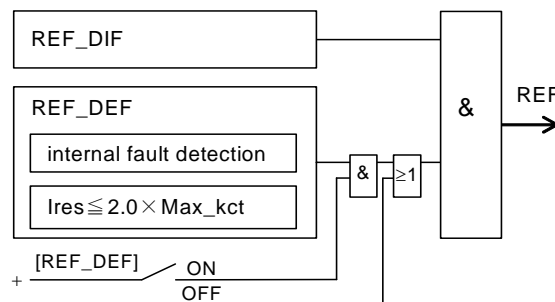 REF_DIF
REF
REF_DEF
&
internal fault detection
&
≥1
Ires≦2.0×Max_kct
[REF_DEF]
ON
+
OFF